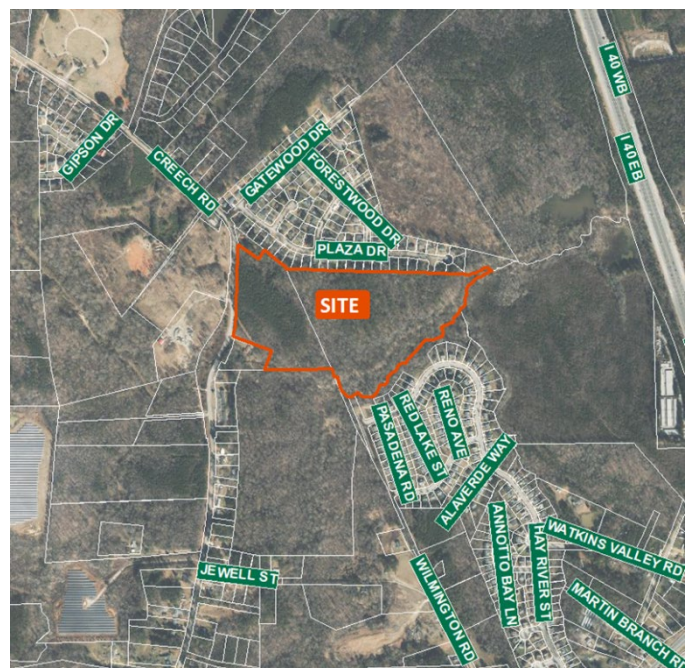 I 40 WB
I 40 EB
GIPSON DR
CREECH RD
GATEWOOD DR
FORESTWOOD DR
PLAZA DR
SITE
PASADENA RD
RED LAKE ST
RENO AVE
ALAVERDE WAY
ANNOTTO BAY LN
HAY RIVER ST
WATKINS VALLEY RD
MARTIN BRANCH R
JEWELL ST
WILMINGTON RD